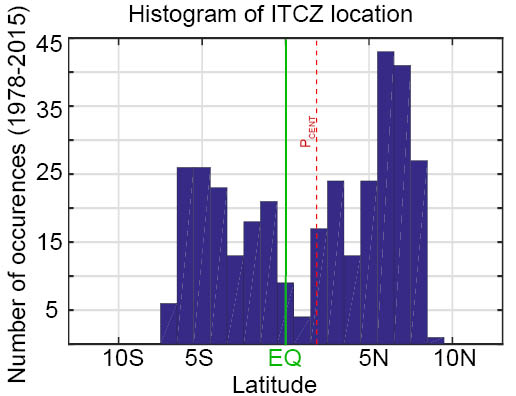 Histogram of ITCZ location
Number of occurences (1978-2015)
45
35
25
15
5
P_CENT
10S 5S EQ 5N 10N
Latitude